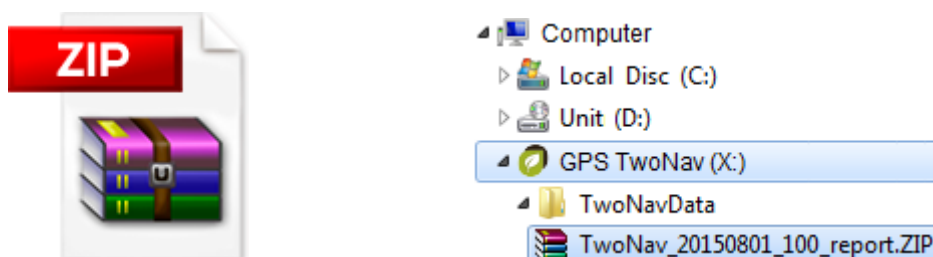 ZIP
Computer
Local Disc (C:)
Unit (D:)
GPS TwoNav (X:)
TwoNavData
TwoNav_20150801_100_report.ZIP